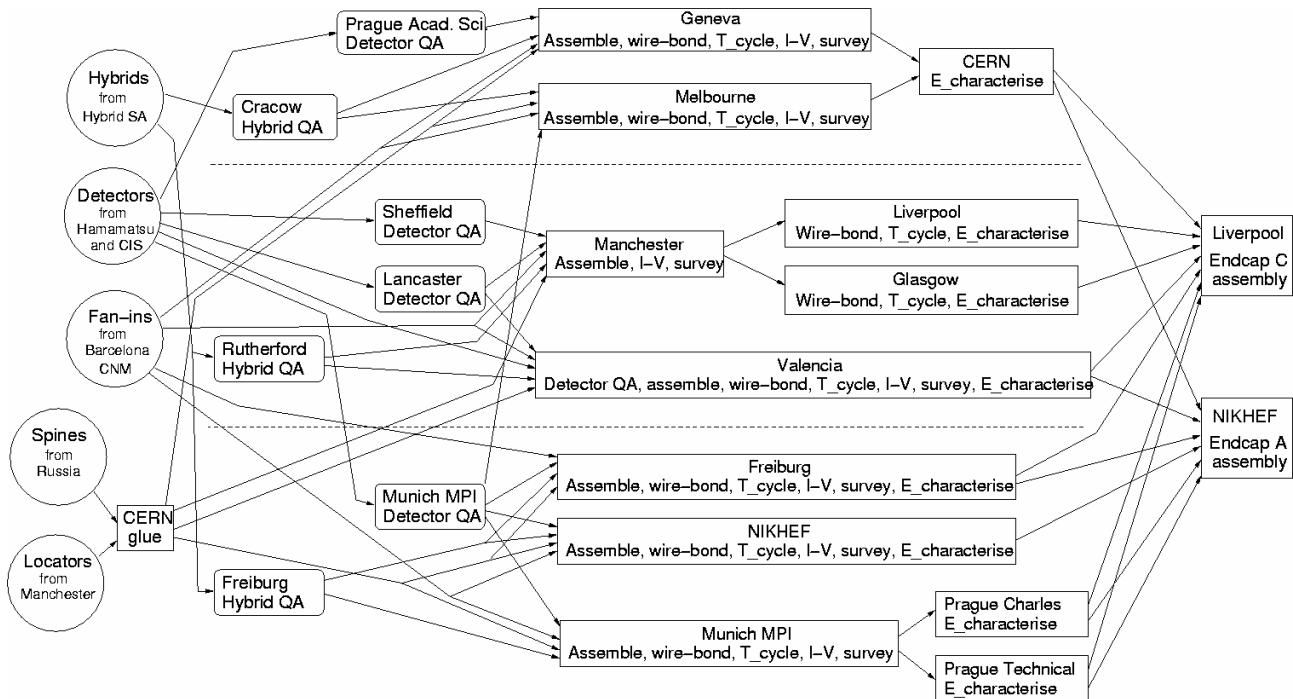 Hybrids
from
Hybrid SA
Detectors
from
Hamamatsu
and CIS
Fan-ins
from
Barcelona
CNM
Spines
from
Russia
Locators
from
Manchester
CERN
glue
Prague Acad. Sci.
Detector QA
Cracow
Hybrid QA
Sheffield
Detector QA
Lancaster
Detector QA
Rutherford
Hybrid QA
Munich MPI
Detector QA
Freiburg
Hybrid QA
Geneva
Assemble, wire-bond, T_cycle, I-V, survey
Melbourne
Assemble, wire-bond, T_cycle, I-V, survey
Manchester
Assemble, I-V, survey
Valencia
Detector QA, assemble, wire-bond, T_cycle, I-V, survey, E_characterise
Freiburg
Assemble, wire-bond, T_cycle, I-V, survey, E_characterise
NIKHEF
Assemble, wire-bond, T_cycle, I-V, survey, E_characterise
Munich MPI
Assemble, wire-bond, T_cycle, I-V, survey
CERN
E_characterise
Liverpool
Wire-bond, T_cycle, E_characterise
Glasgow
Wire-bond, T_cycle, E_characterise
Prague Charles
E_characterise
Prague Technical
E_characterise
Liverpool
Endcap C
assembly
NIKHEF
Endcap A
assembly